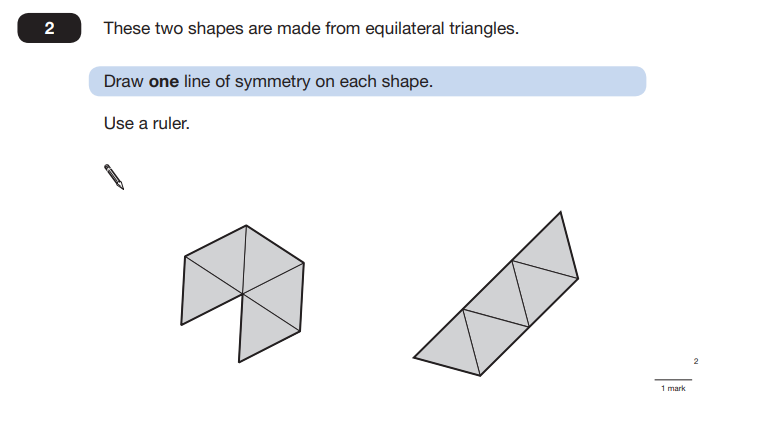 2 These two shapes are made from equilateral triangles.
Draw one line of symmetry on each shape.
Use a ruler.
2
1 mark